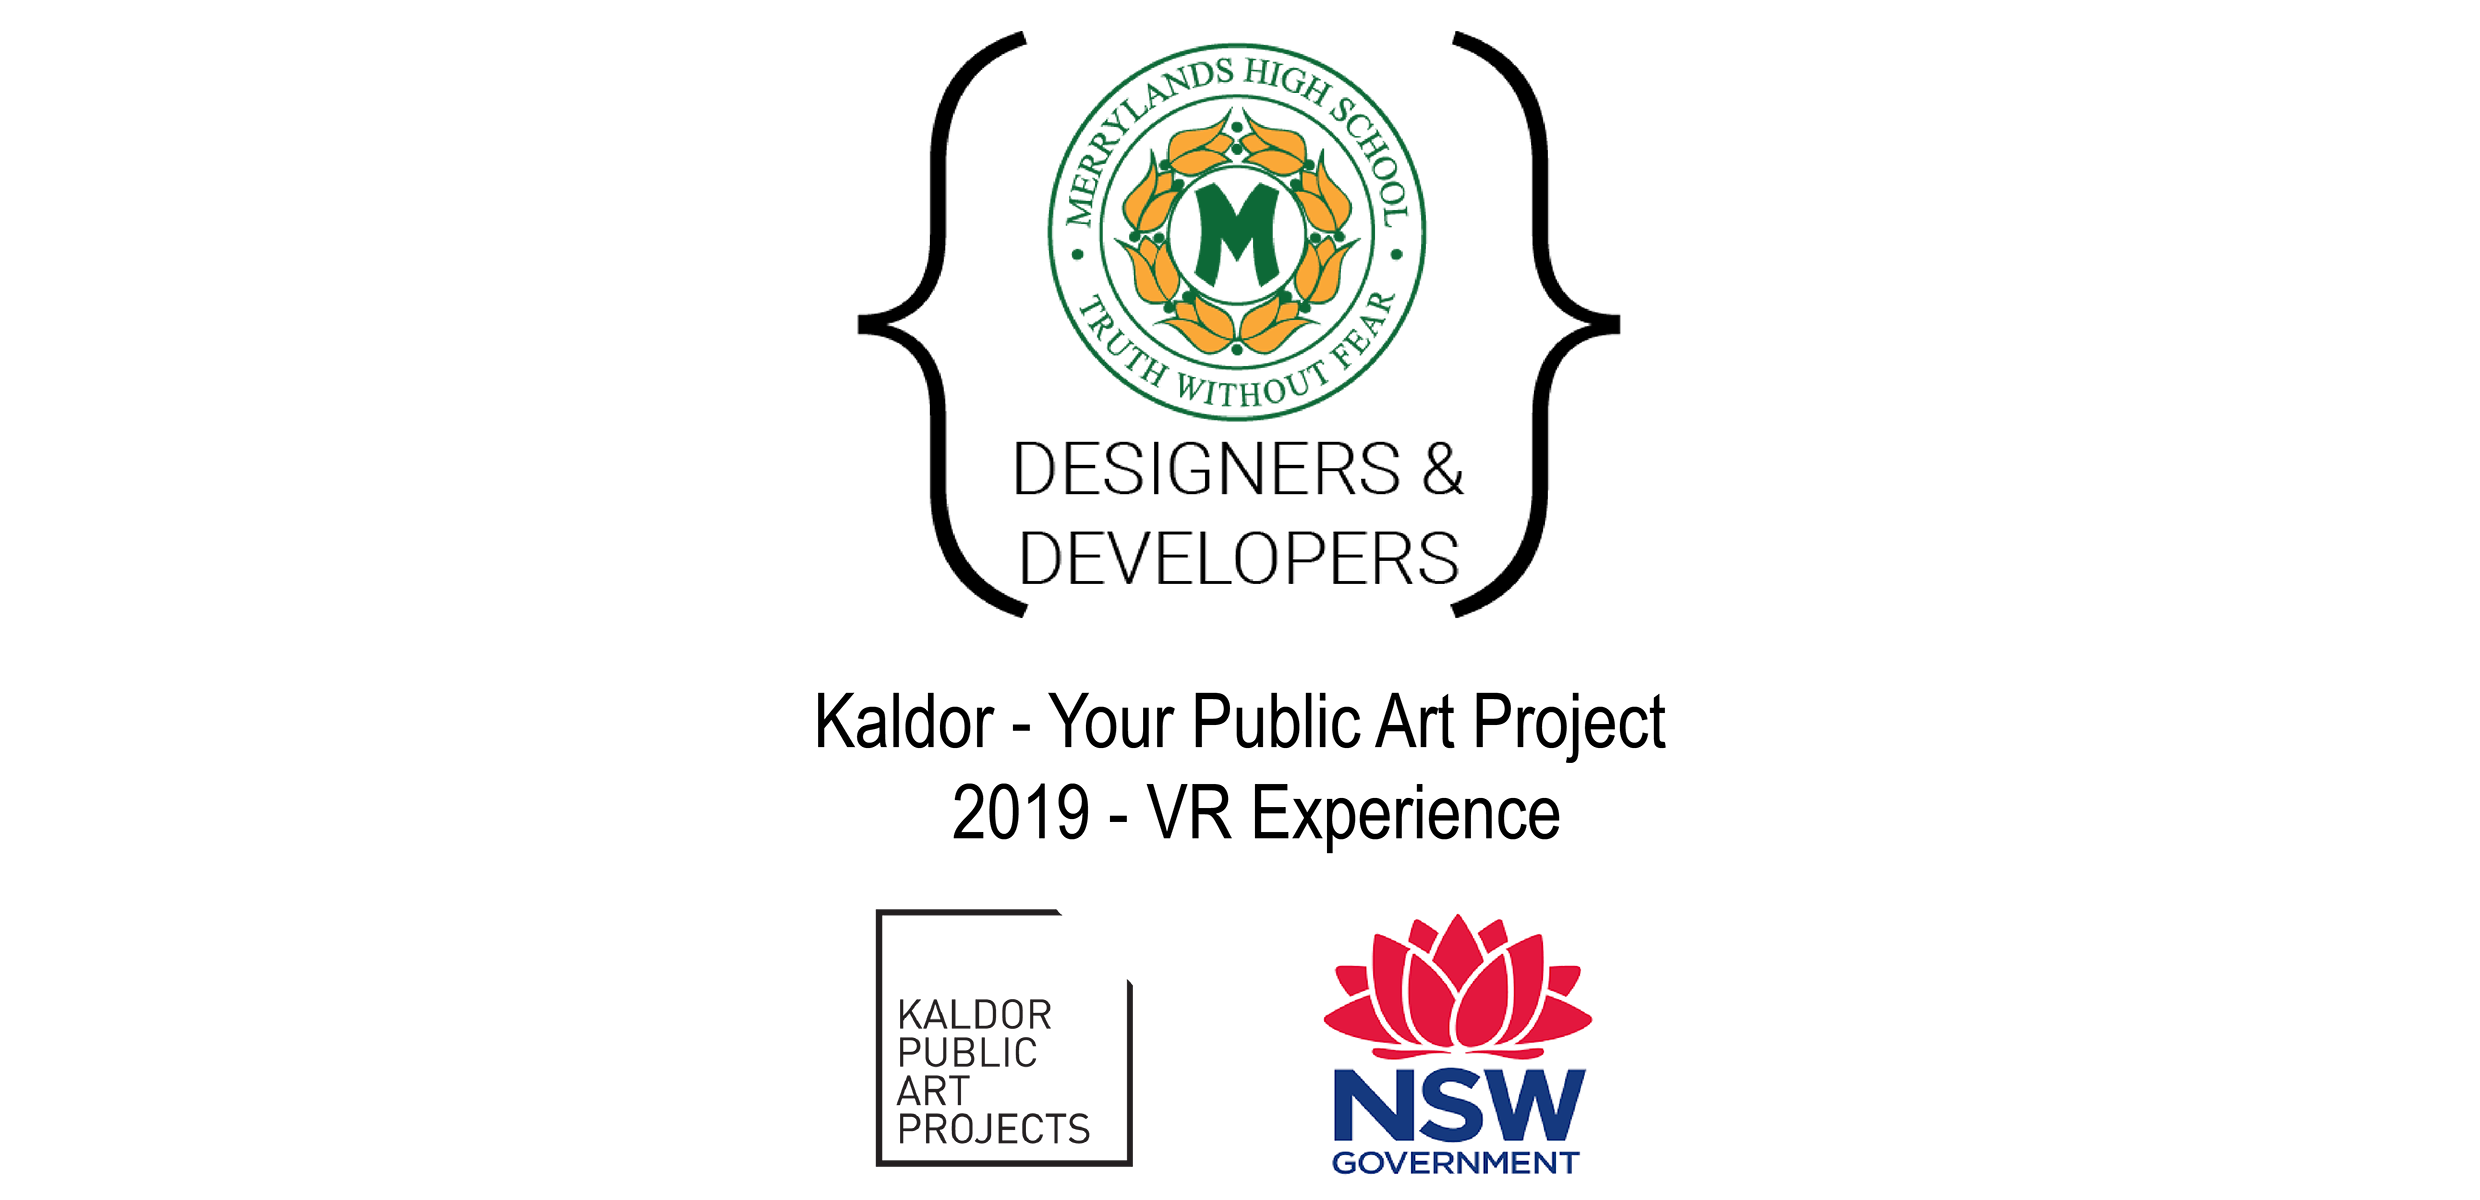 MERRYLANDS HIGH SCHOOL
M
TRUTH WITHOUT FEAR
DESIGNERS &
DEVELOPERS
Kaldor - Your Public Art Project
2019 - VR Experience
KALDOR
PUBLIC
ART
PROJECTS
NSW
GOVERNMENT